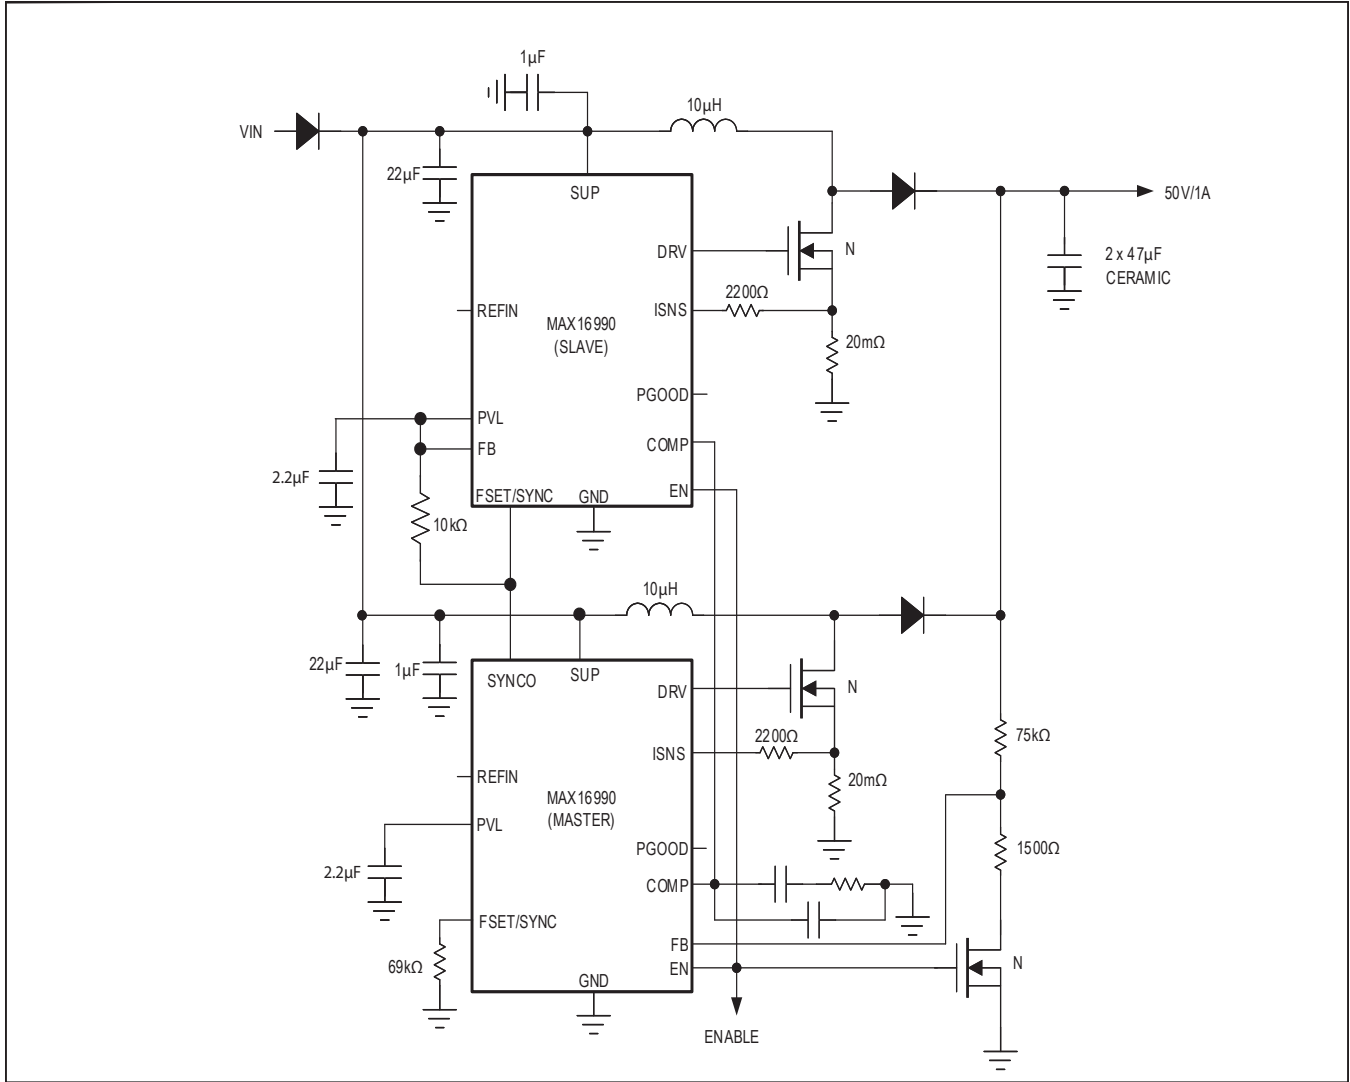 1µF
10µH
VIN
22µF
SUP
50V/1A
DRV
N
2 x 47µF
CERAMIC
2200Ω
REFIN
ISNS
MAX16990
(SLAVE)
20mΩ
PGOOD
PVL
COMP
FB
2.2µF
EN
FSET/SYNC
GND
10kΩ
10µH
22µF
1µF
SYNCO
SUP
DRV
N
2200Ω
75kΩ
ISNS
REFIN
20mΩ
MAX16990
(MASTER)
PVL
PGOOD
1500Ω
2.2µF
COMP
FSET/SYNC
FB
69kΩ
EN
N
GND
ENABLE